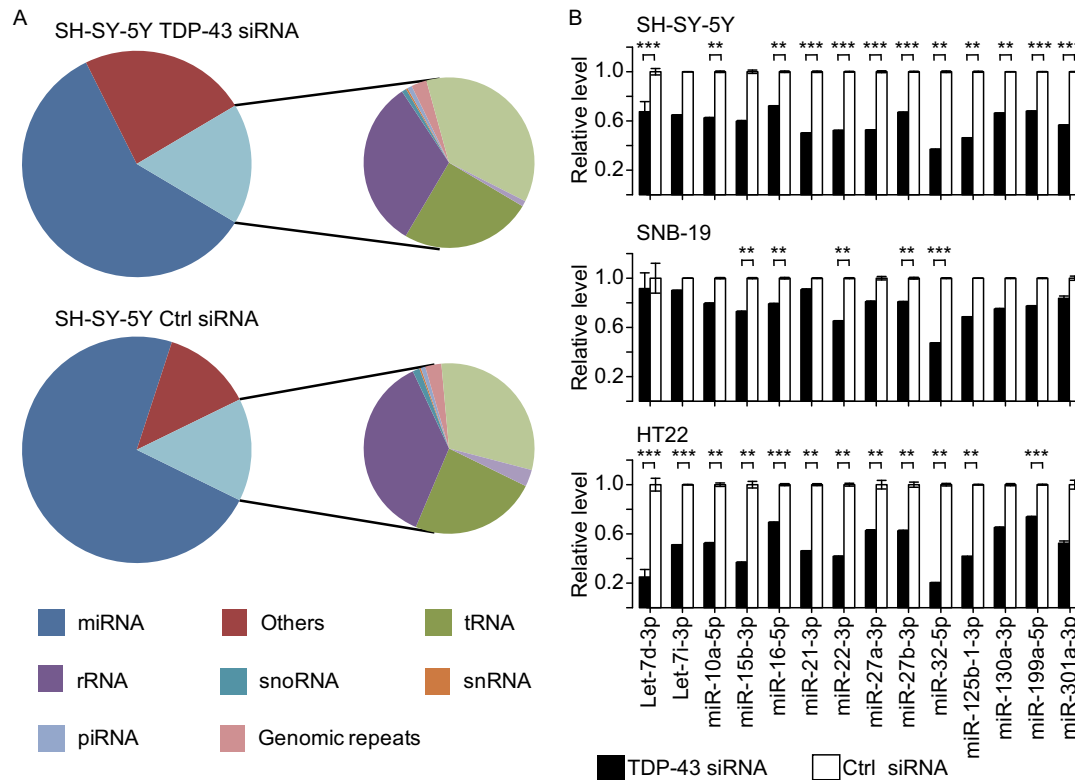 A
SH-SY-5Y TDP-43 siRNA
SH-SY-5Y Ctrl siRNA
miRNA
Others
tRNA
rRNA
snoRNA
snRNA
piRNA
Genomic repeats
B
SH-SY-5Y
*** ** ** *** *** *** *** ** ** ** *** ***
Relative level
1.0
0.6
0.2
SNB-19
** ** ** ** ***
Relative level
1.0
0.6
0.2
HT22
*** *** ** ** *** ** ** ** ** ** ** ***
Relative level
1.0
0.6
0.2
Let-7d-3p
Let-7i-3p
miR-10a-5p
miR-15b-3p
miR-16-5p
miR-21-3p
miR-22-3p
miR-27a-3p
miR-27b-3p
miR-32-5p
miR-125b-1-3p
miR-130a-3p
miR-199a-5p
miR-301a-3p
TDP-43 siRNA
Ctrl siRNA